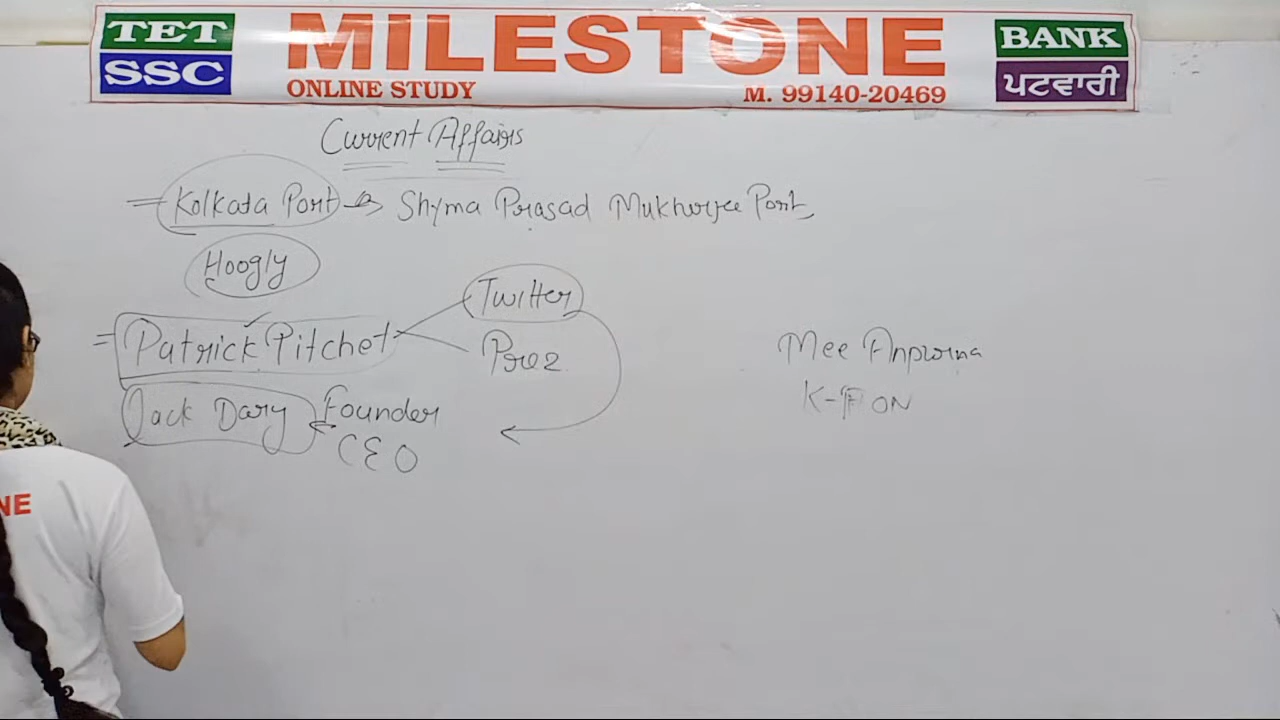 TET
SSC
MILESTONE
ONLINE STUDY
M. 99140-20469
BANK
ਪਟਵਾਰੀ
Current Affairs
Kolkata Port → Shyma Prasad Mukherjee Port
Hoogly
Patrick Pitchet
Twitter
Prez
Jack Dary Founder
CEO
Mee Anpurna
K-FON
NE